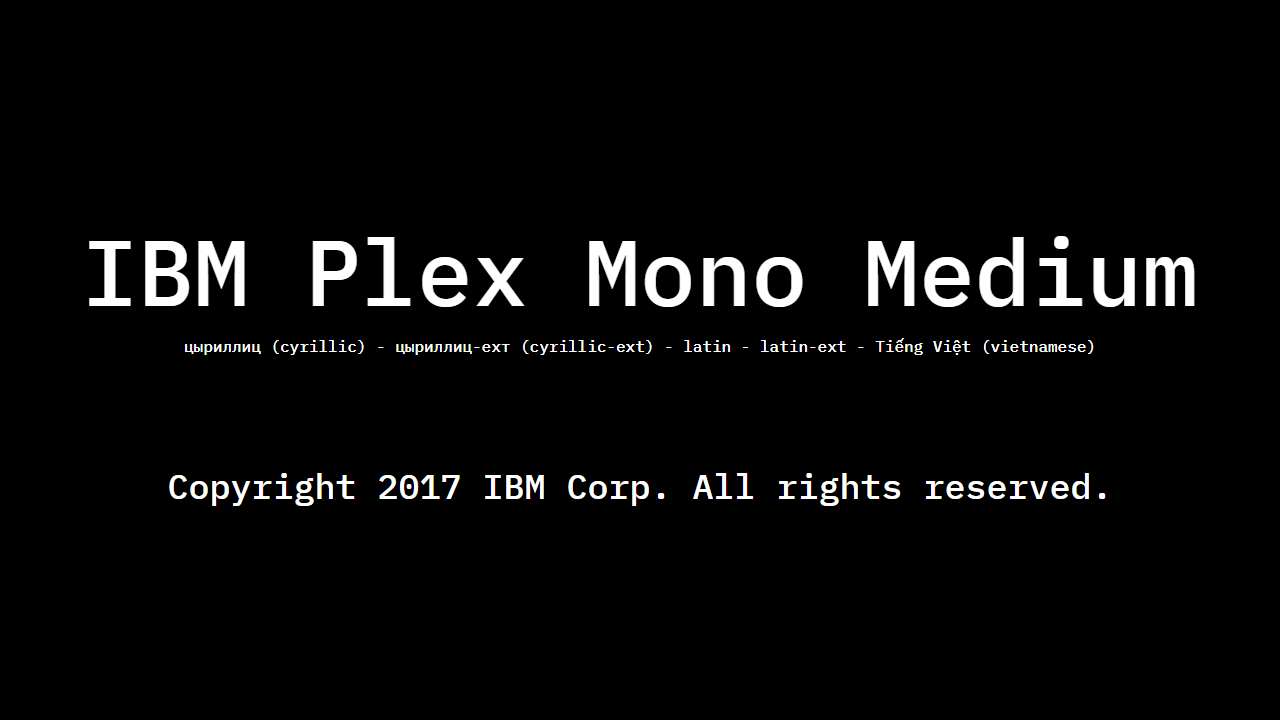 IBM Plex Mono Medium
цыриллиц (cyrillic) - цыриллиц-ехт (cyrillic-ext) - latin - latin-ext - Tiếng Việt (vietnamese)
Copyright 2017 IBM Corp. All rights reserved.